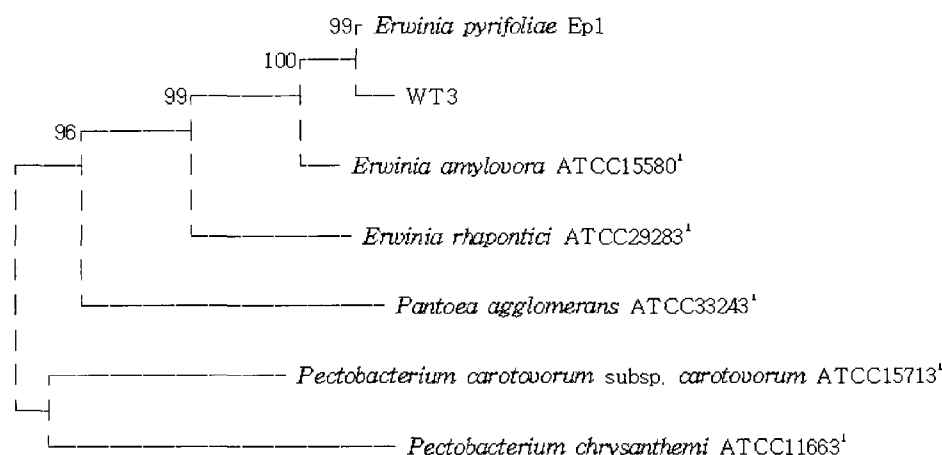 99 Erwinia pyrifoliae Ep1
100
WT3
99
96
Erwinia amylovora ATCC15580¹
Erwinia rhapontici ATCC29283¹
Pantoea agglomerans ATCC33243¹
Pectobacterium carotovorum subsp. carotovorum ATCC15713¹
Pectobacterium chrysanthemi ATCC11663¹